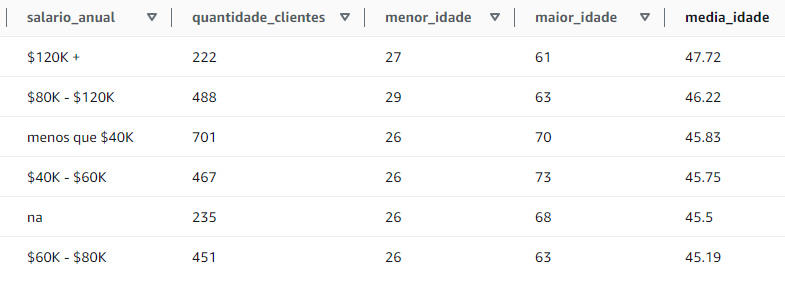 salario_anual quantidade_clientes menor_idade maior_idade media_idade
$120K + 222 27 61 47.72
$80K - $120K 488 29 63 46.22
menos que $40K 701 26 70 45.83
$40K - $60K 467 26 73 45.75
na 235 26 68 45.5
$60K - $80K 451 26 63 45.19